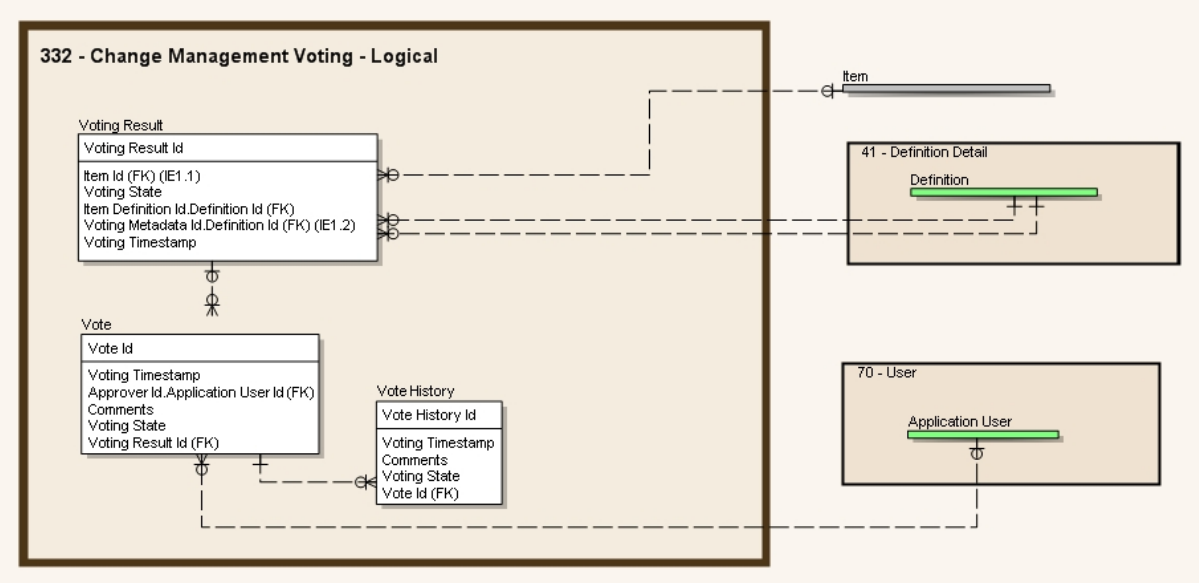 332 - Change Management Voting - Logical
Item
Voting Result
Voting Result Id
Item Id (FK) (IE1.1)
Voting State
Item Definition Id.Definition Id (FK)
Voting Metadata Id.Definition Id (FK) (IE1.2)
Voting Timestamp
41 - Definition Detail
Definition
Vote
Vote Id
Voting Timestamp
Approver Id.Application User Id (FK)
Comments
Voting State
Voting Result Id (FK)
Vote History
Vote History Id
Voting Timestamp
Comments
Voting State
Vote Id (FK)
70 - User
Application User